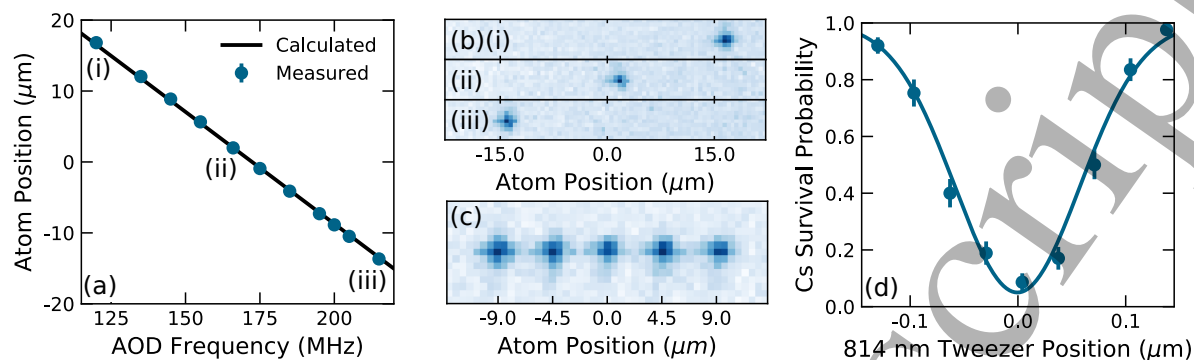 Atom Position (μm)
20
10
0
-10
-20
(i)
(ii)
(iii)
(a)
Calculated
Measured
125
150
175
200
AOD Frequency (MHz)
(b)(i)
(ii)
(iii)
-15.0 0.0 15.0
Atom Position (μm)
(c)
-9.0 -4.5 0.0 4.5 9.0
Atom Position (μm)
Cs Survival Probability
1.0
0.8
0.6
0.4
0.2
0.0
(d)
-0.1 0.0 0.1
814 nm Tweezer Position (μm)